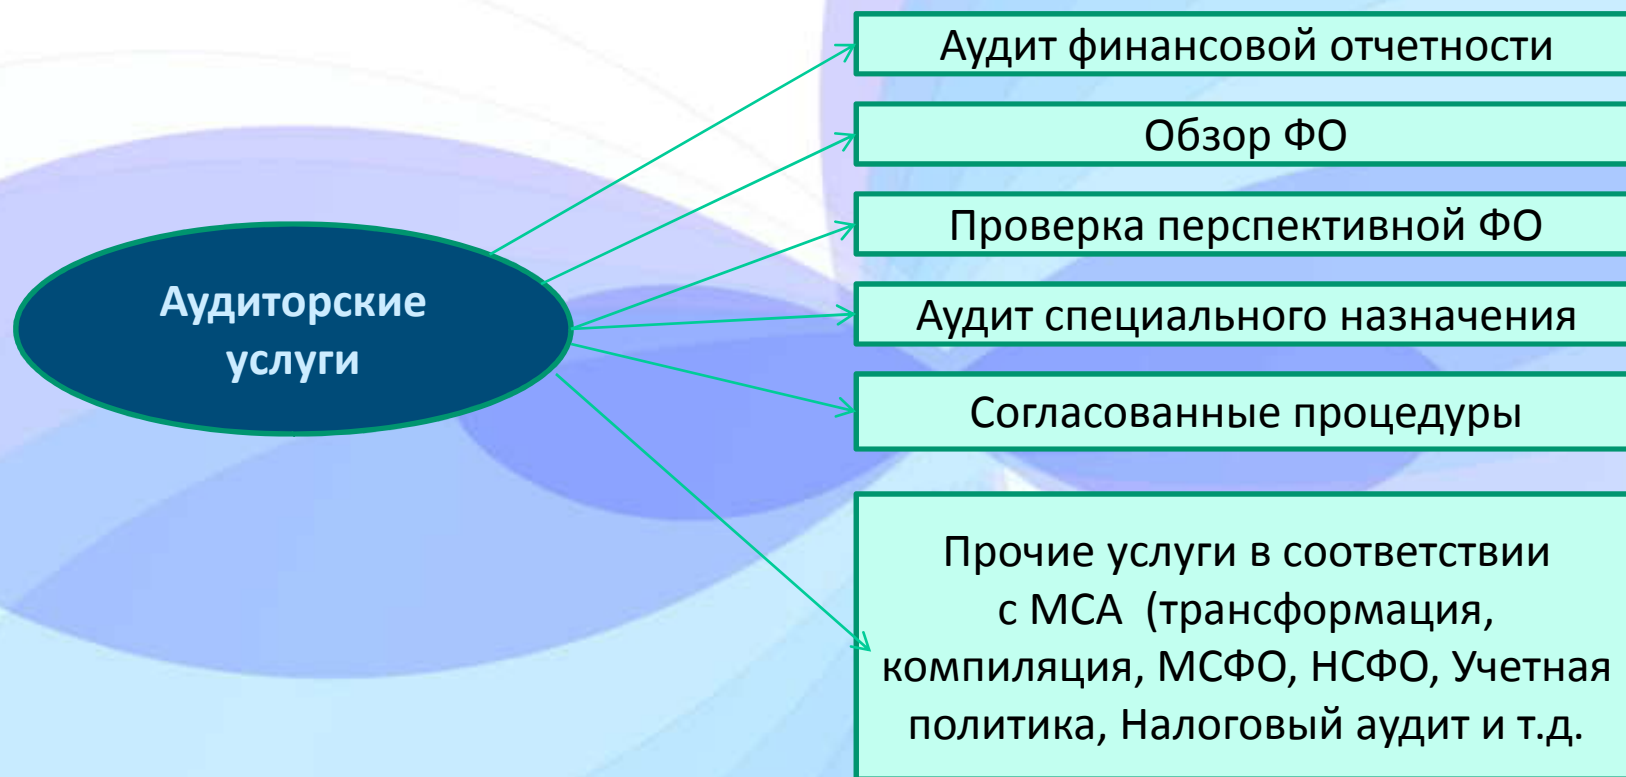 Аудит финансовой отчетности
Обзор ФО
Проверка перспективной ФО
Аудиторские
услуги
Аудит специального назначения
Согласованные процедуры
Прочие услуги в соответствии
с МСА (трансформация,
компиляция, МСФО, НСФО, Учетная
политика, Налоговый аудит и т.д.